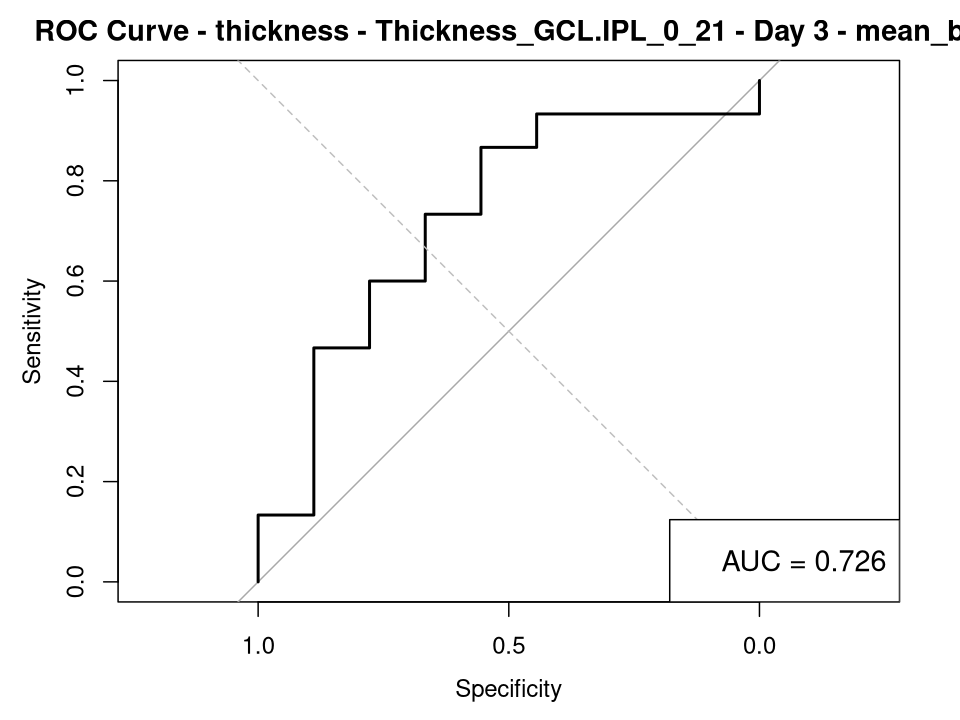 ROC Curve - thickness - Thickness_GCL.IPL_0_21 - Day 3 - mean_b
1.0
0.8
0.6
0.4
0.2
0.0
Sensitivity
AUC = 0.726
1.0 0.5 0.0
Specificity